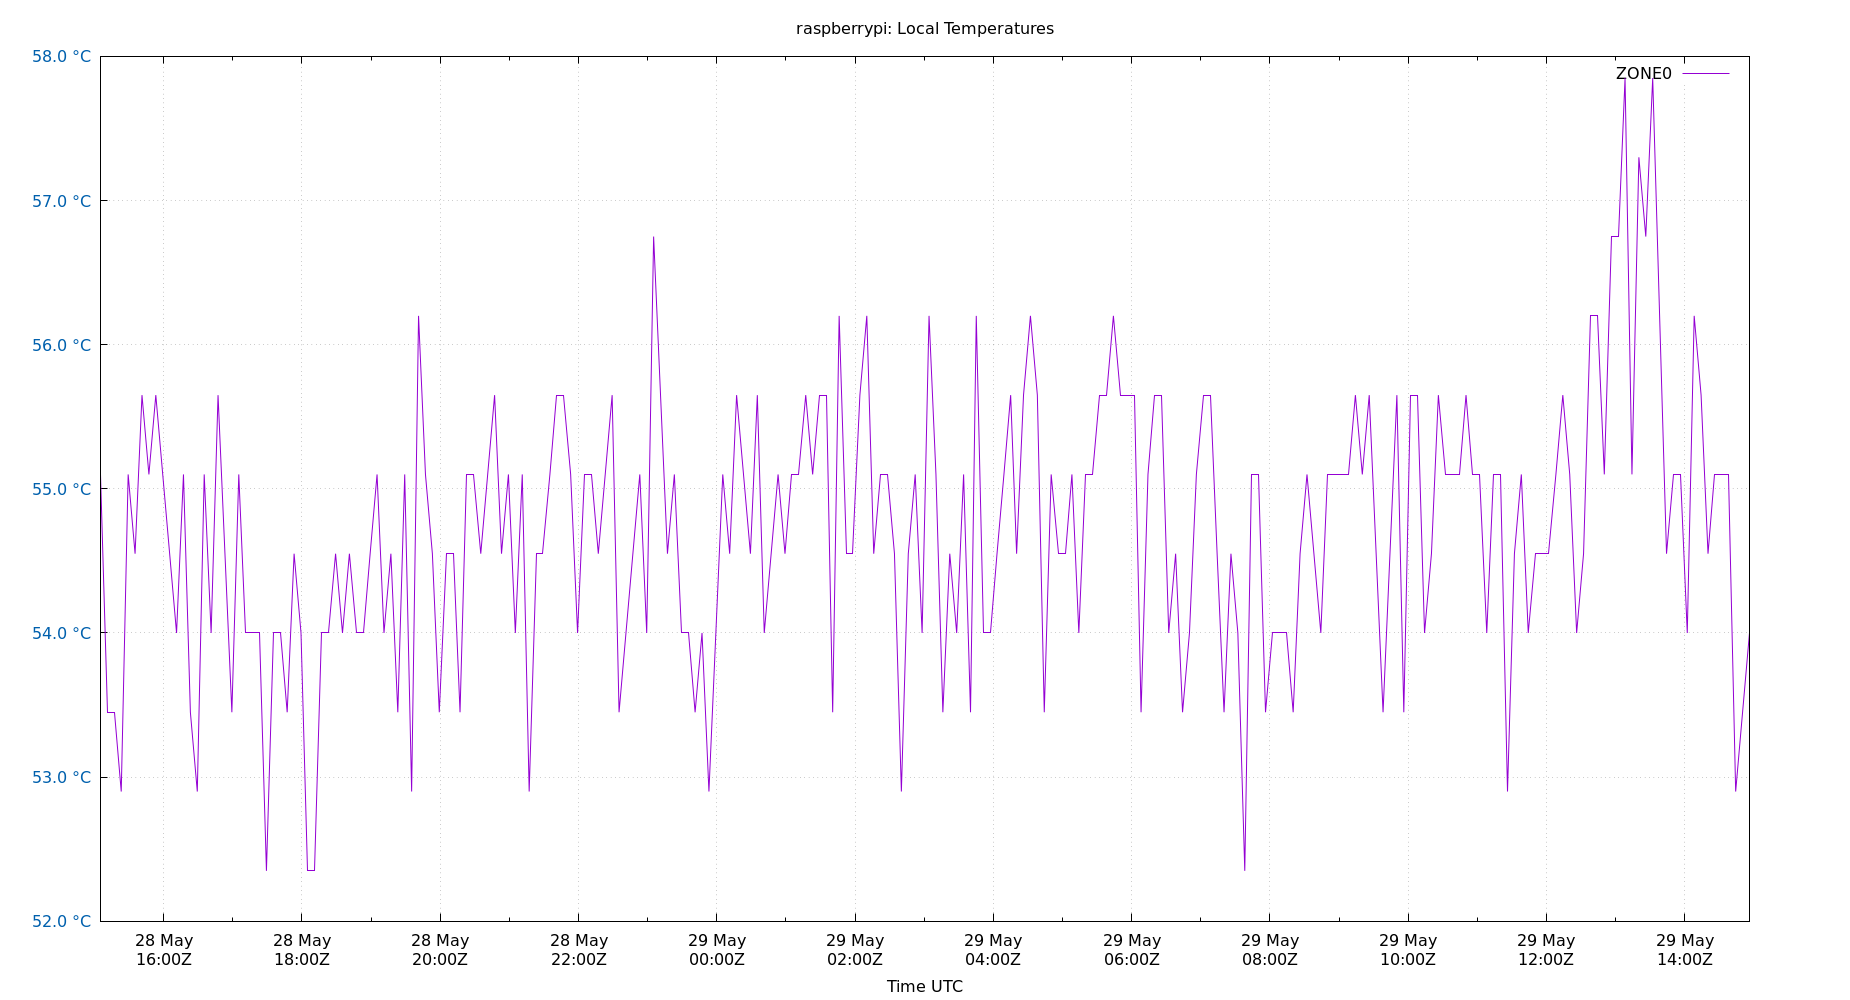 raspberrypi: Local Temperatures
58.0 °C
57.0 °C
56.0 °C
55.0 °C
54.0 °C
53.0 °C
52.0 °C
ZONE0
28 May 28 May 28 May 28 May 29 May 29 May 29 May 29 May 29 May 29 May 29 May 29 May
16:00Z 18:00Z 20:00Z 22:00Z 00:00Z 02:00Z 04:00Z 06:00Z 08:00Z 10:00Z 12:00Z 14:00Z
Time UTC